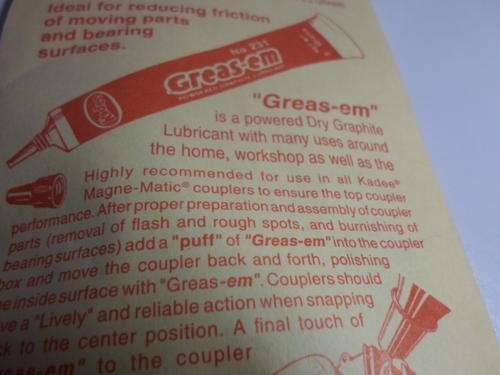 Ideal for reducing friction
of moving parts
and bearing
surfaces.
No 231
Greas-em
"Greas-em"
is a powered Dry Graphite
Lubricant with many uses around
the home, workshop as well as the
Highly recommended for use in all Kadee®
Magne-Matic® couplers to ensure the top coupler
performance. After proper preparation and assembly of coupler
parts (removal of flash and rough spots, and burnishing of
bearing surfaces) add a "puff" of "Greas-em" into the coupler
box and move the coupler back and forth, polishing
inside surface with "Greas-em". Couplers should
a "Lively" and reliable action when snapping
to the center position. A final touch of
to the coupler